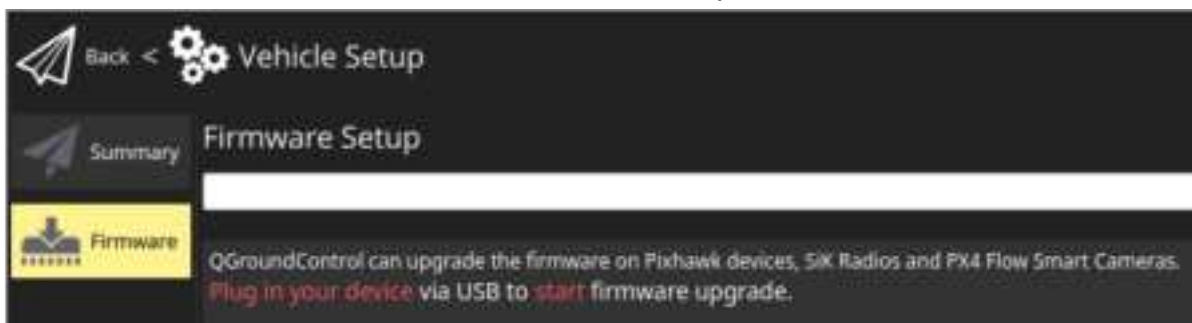 Back < Vehicle Setup
Summary
Firmware Setup
Firmware
QGroundControl can upgrade the firmware on Pixhawk devices, SiK Radios and PX4 Flow Smart Cameras.
Plug in your device via USB to start firmware upgrade.